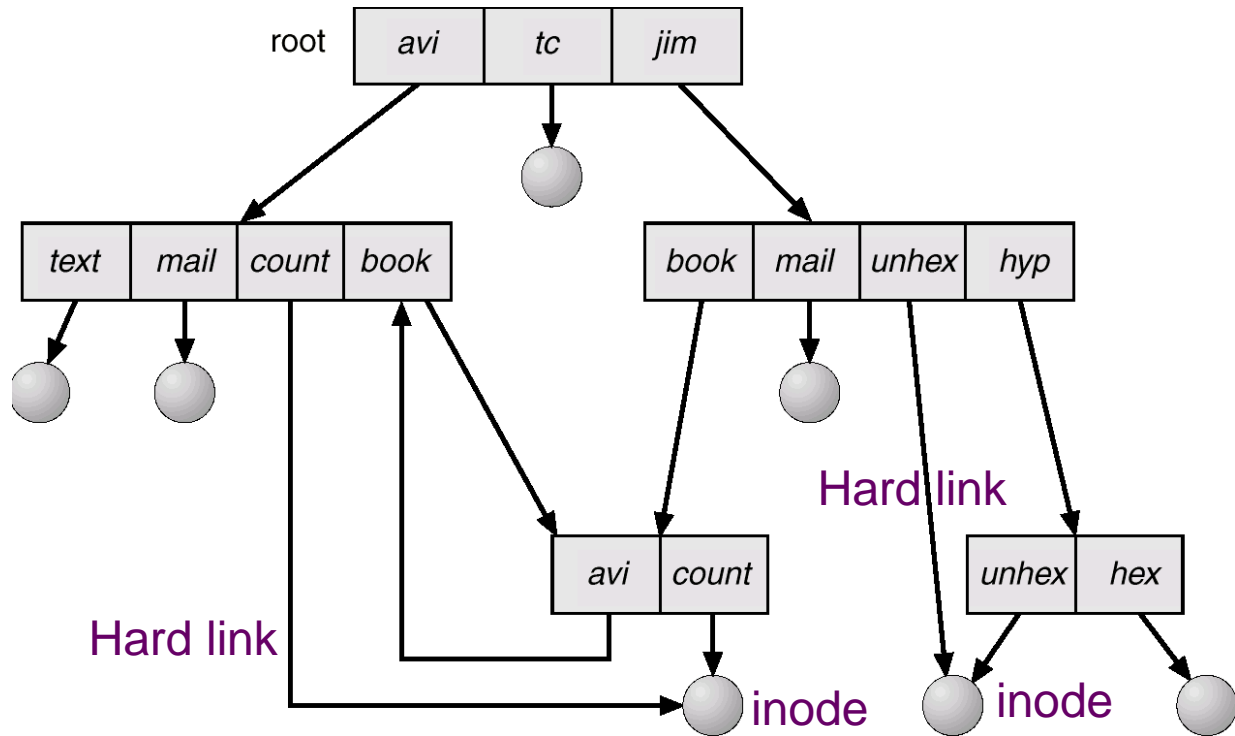 root avi tc jim
text mail count book
book mail unhex hyp
Hard link
avi count
unhex hex
Hard link
inode
inode